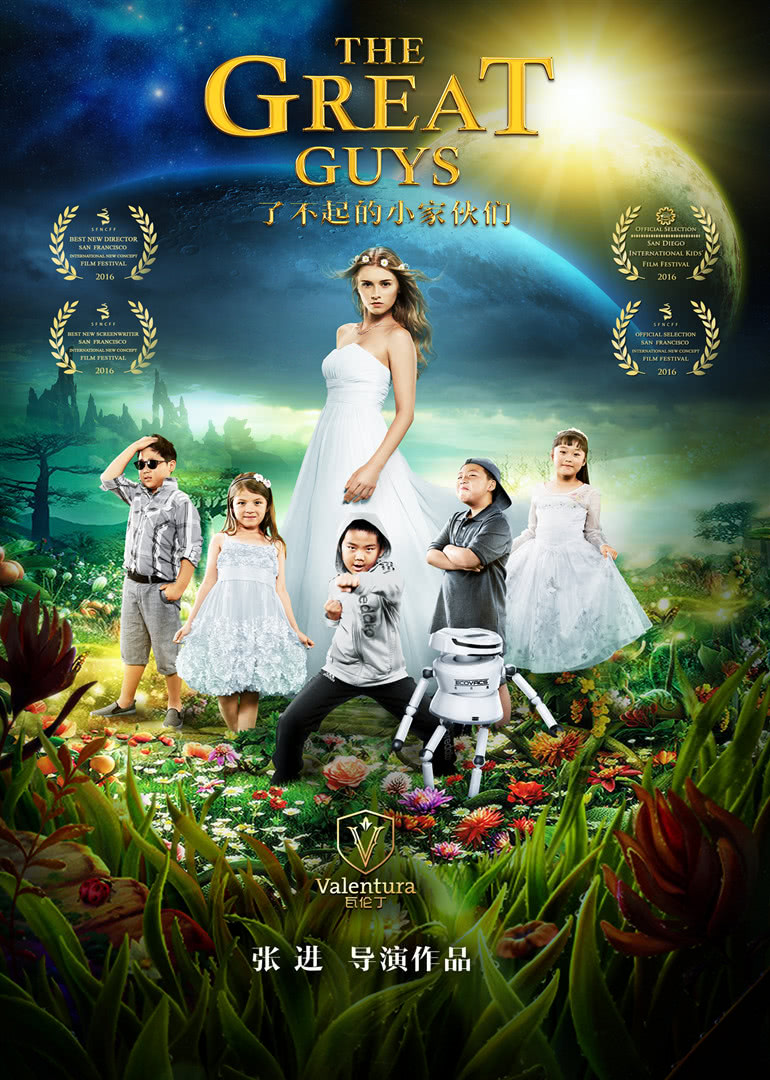 THE
GREAT
GUYS
了不起的小家伙们
SFNCFF
BEST NEW DIRECTOR
SAN FRANCISCO
INTERNATIONAL NEW CONCEPT
FILM FESTIVAL
2016
OFFICIAL SELECTION
SAN DIEGO
INTERNATIONAL KIDS'
FILM FESTIVAL
2016
SFNCFF
BEST NEW SCREENWRITER
SAN FRANCISCO
INTERNATIONAL NEW CONCEPT
FILM FESTIVAL
2016
SFNCFF
OFFICIAL SELECTION
SAN FRANCISCO
INTERNATIONAL NEW CONCEPT
FILM FESTIVAL
2016
ECOVACS
V
Valentura
瓦伦丁
张进 导演作品